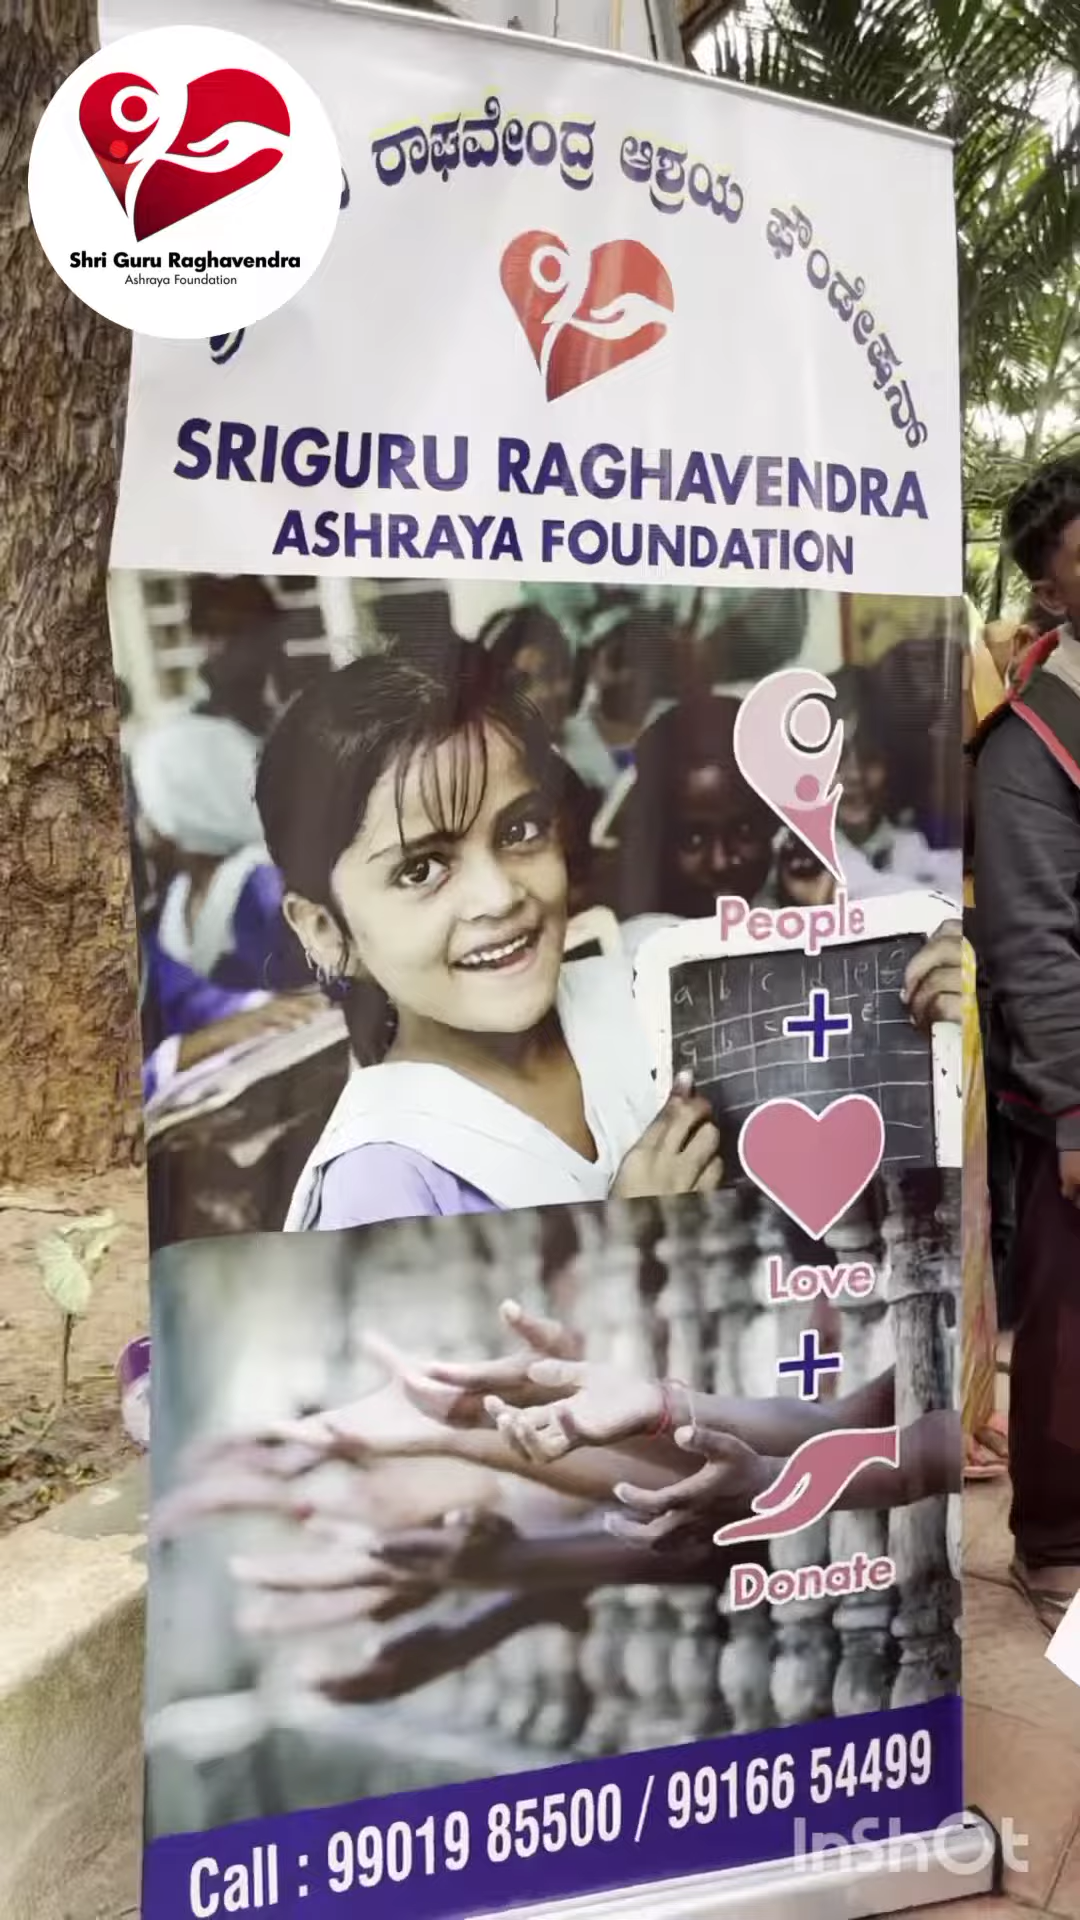 Shri Guru Raghavendra
Ashraya Foundation
ರಾಘವೇಂದ್ರ ಆಶ್ರಯ ಫೌಂಡೇಷನ್
SRIGURU RAGHAVENDRA
ASHRAYA FOUNDATION
People
+
a b c d e
a b c
Love
+
Donate
Call : 99019 85500 / 99166 54499
InShOt